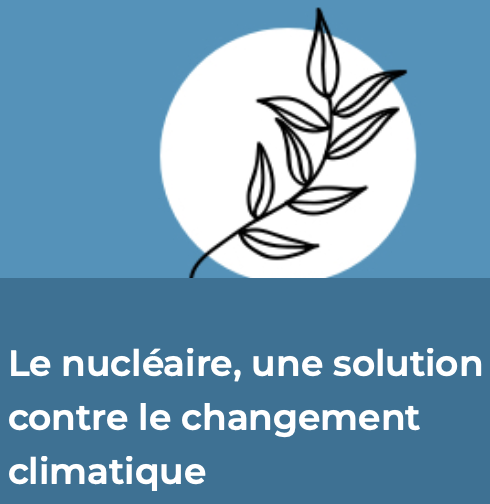 Le nucléaire, une solution
contre le changement
climatique